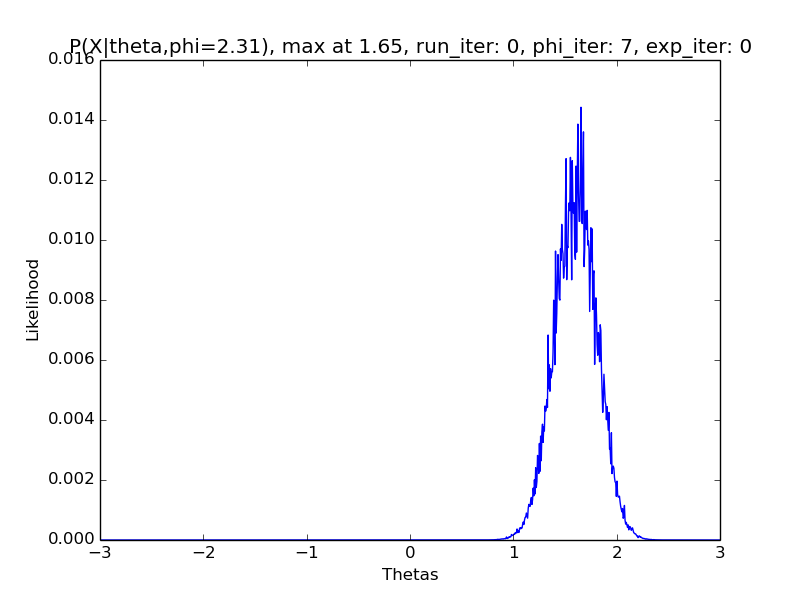 P(X|theta,phi=2.31), max at 1.65, run_iter: 0, phi_iter: 7, exp_iter: 0
0.016
0.014
0.012
0.010
0.008
0.006
0.004
0.002
0.000
Likelihood
−3 −2 −1 0 1 2 3
Thetas